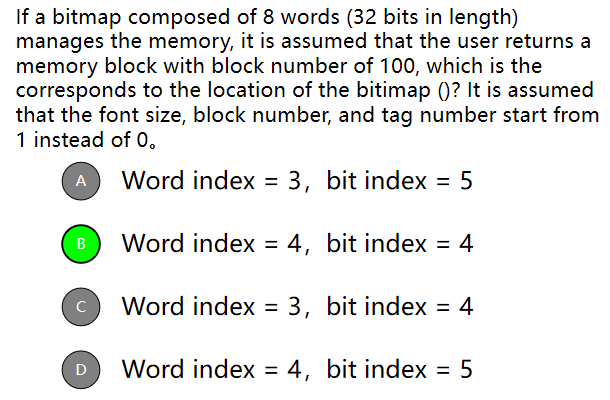 If a bitmap composed of 8 words (32 bits in length)
manages the memory, it is assumed that the user returns a
memory block with block number of 100, which is the
corresponds to the location of the bitimap ()? It is assumed
that the font size, block number, and tag number start from
1 instead of 0。
A Word index = 3，bit index = 5
B Word index = 4，bit index = 4
C Word index = 3，bit index = 4
D Word index = 4，bit index = 5